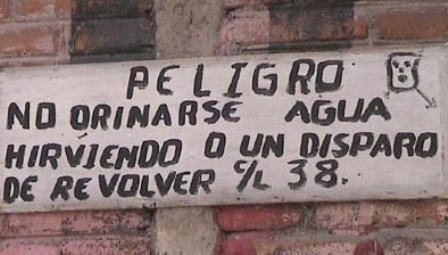 PELIGRO
NO ORINARSE AGUA
HIRVIENDO O UN DISPARO
DE REVOLVER C/L 38.